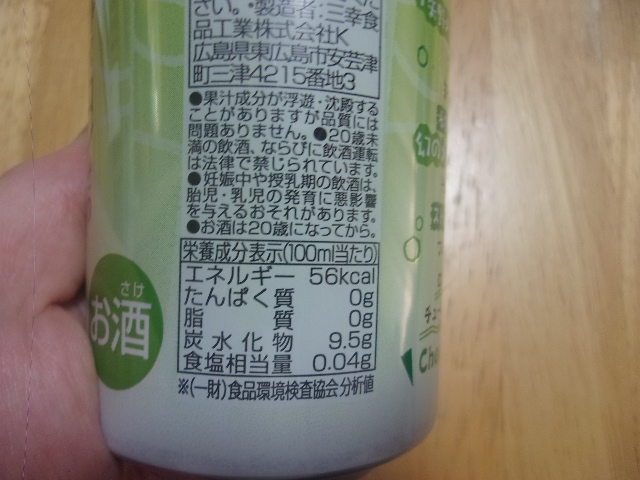 さい。・製造者:三幸食
品工業株式会社K
広島県東広島市安芸津
町三津4215番地3
●果汁成分が浮遊・沈殿する
ことがありますが品質には
問題ありません。●20歳未
満の飲酒、ならびに飲酒運転
は法律で禁じられています。
●妊娠中や授乳期の飲酒は、
胎児・乳児の発育に悪影響
を与えるおそれがあります。
●お酒は20歳になってから。
栄養成分表示(100ml当たり)
エネルギー 56kcal
たんぱく質 0g
脂質 0g
炭水化物 9.5g
食塩相当量 0.04g
※(一財)食品環境検査協会分析値
さけ
お酒
幻の
チュー
Che